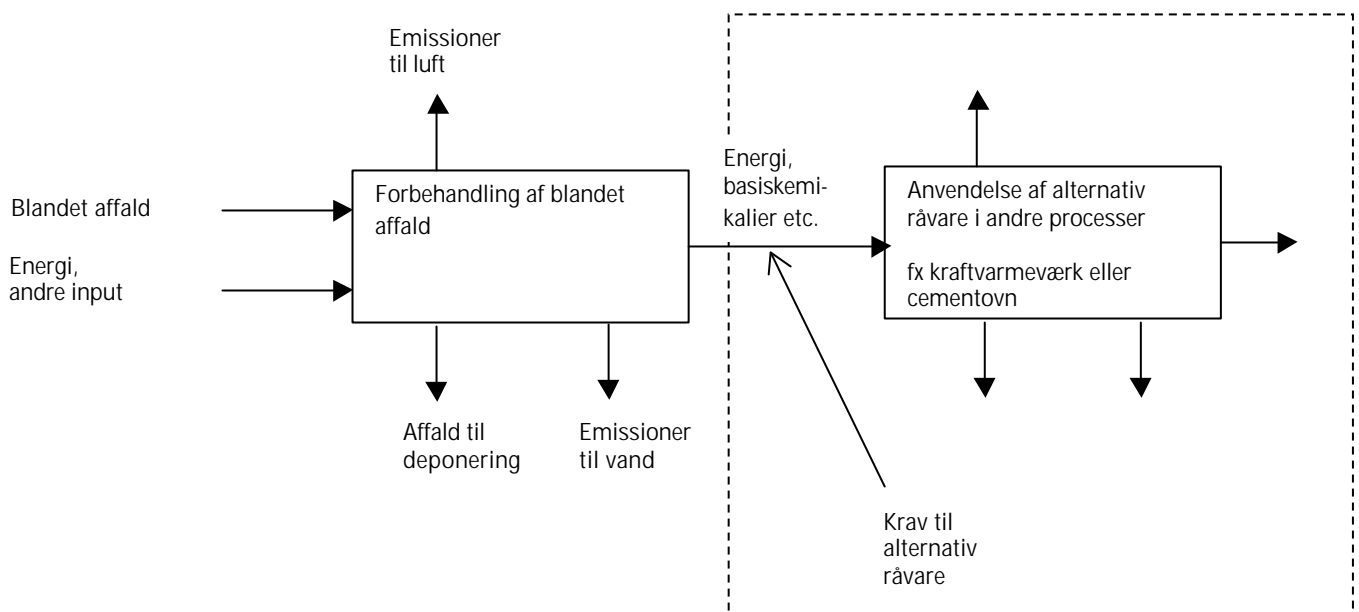 Emissioner
til luft
Blandet affald
Energi,
andre input
Forbehandling af blandet
affald
Affald til
deponering
Emissioner
til vand
Energi,
basiskemi-
kalier etc.
Anvendelse af alternativ
råvare i andre processer
fx kraftvarmeværk eller
cementovn
Krav til
alternativ
råvare